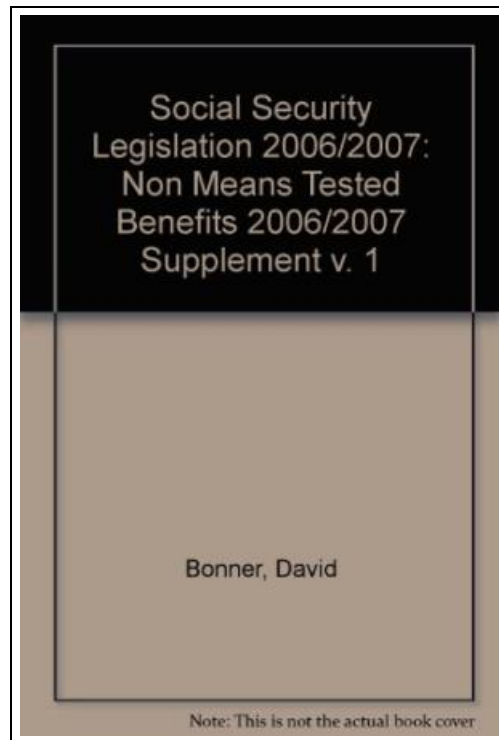 Social Security
Legislation 2006/2007:
Non Means Tested
Benefits 2006/2007
Supplement v. 1
Bonner, David
Note: This is not the actual book cover